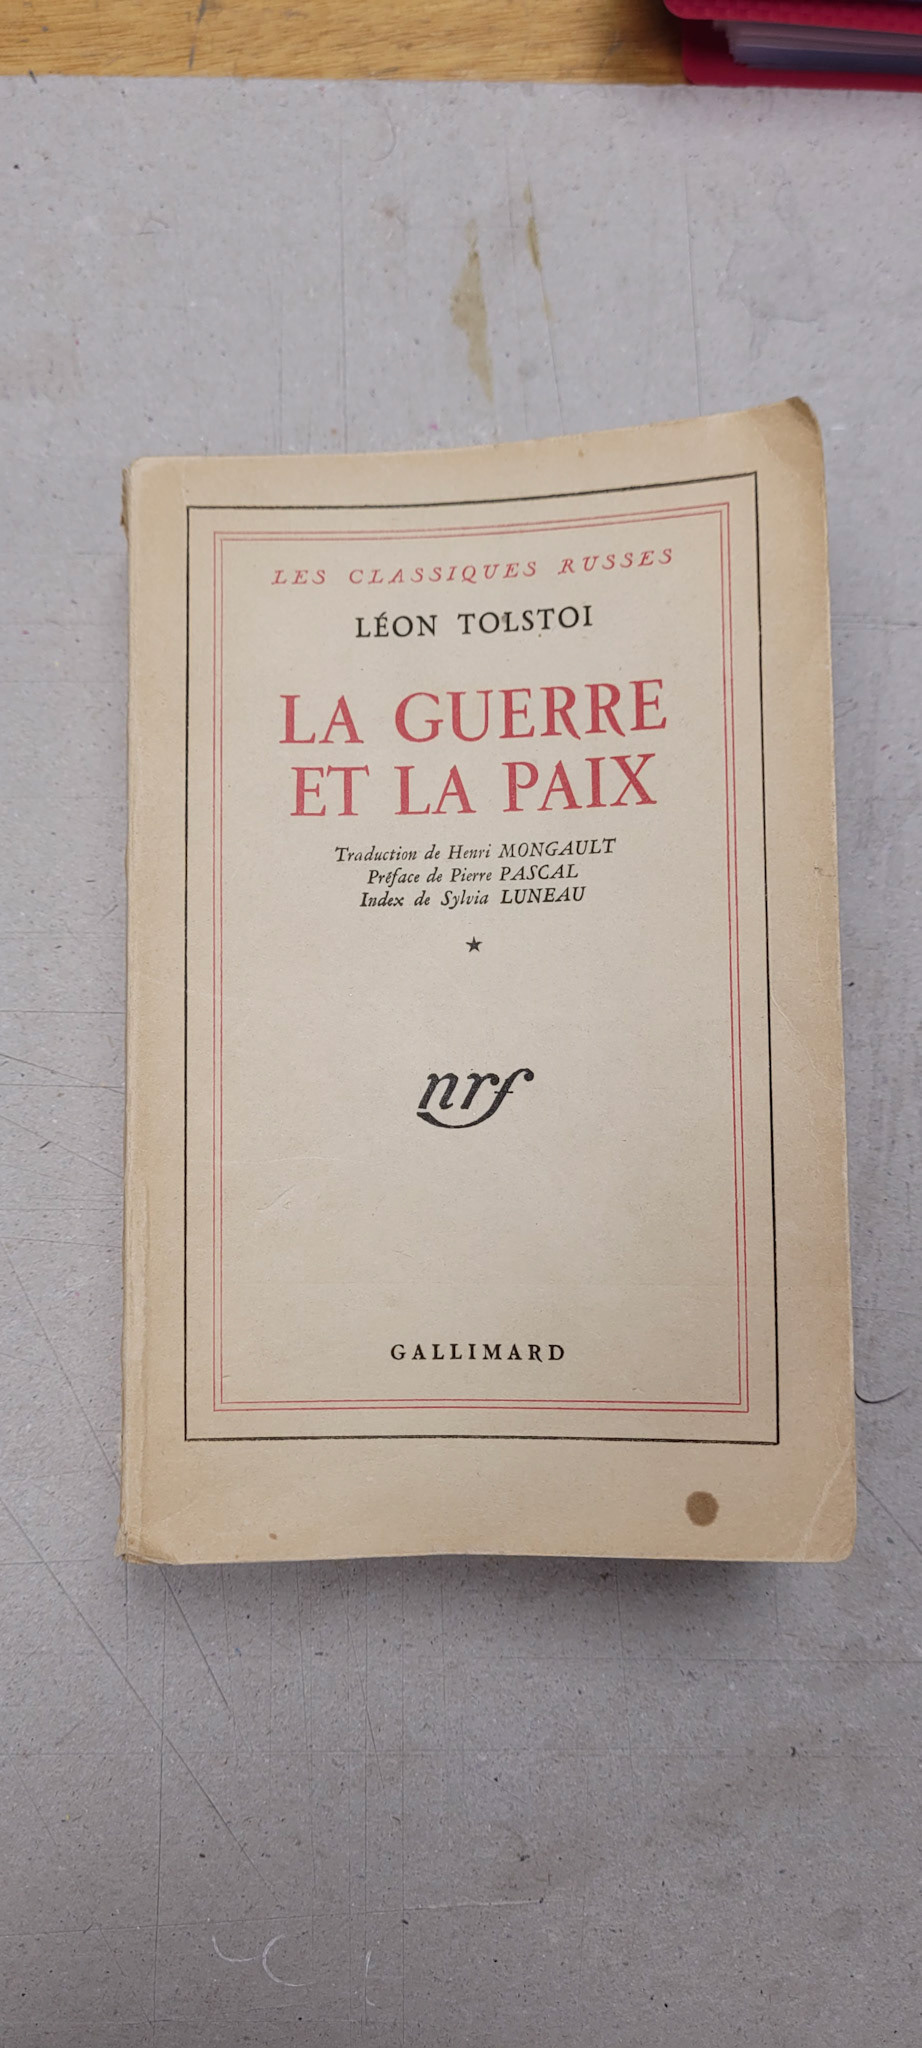 LES CLASSIQUES RUSSES
LÉON TOLSTOI
LA GUERRE
ET LA PAIX
Traduction de Henri MONGAULT
Préface de Pierre PASCAL
Index de Sylvia LUNEAU
★
nrf
GALLIMARD